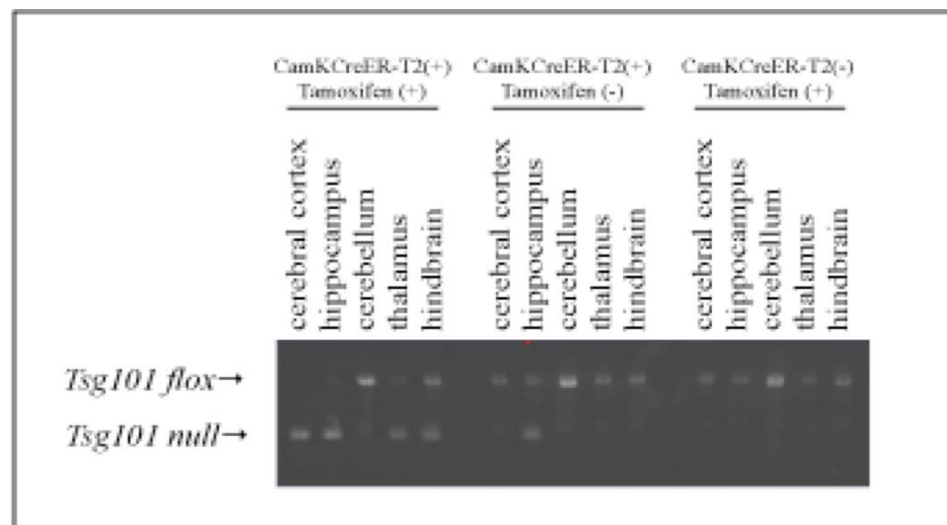 CamKCreER-T2(+) CamKCreER-T2(+) CamKCreER-T2(-)
Tamoxifen (+) Tamoxifen (-) Tamoxifen (+)
cerebral cortex
hippocampus
cerebellum
thalamus
hindbrain
cerebral cortex
hippocampus
cerebellum
thalamus
hindbrain
cerebral cortex
hippocampus
cerebellum
thalamus
hindbrain
Tsg101 flox→
Tsg101 null→